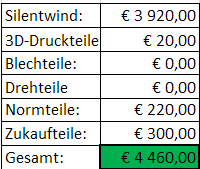 Silentwind: € 3 920,00
3D-Druckteile € 20,00
Blechteile: € 0,00
Drehteile € 0,00
Normteile: € 220,00
Zukaufteile: € 300,00
Gesamt: € 4 460,00